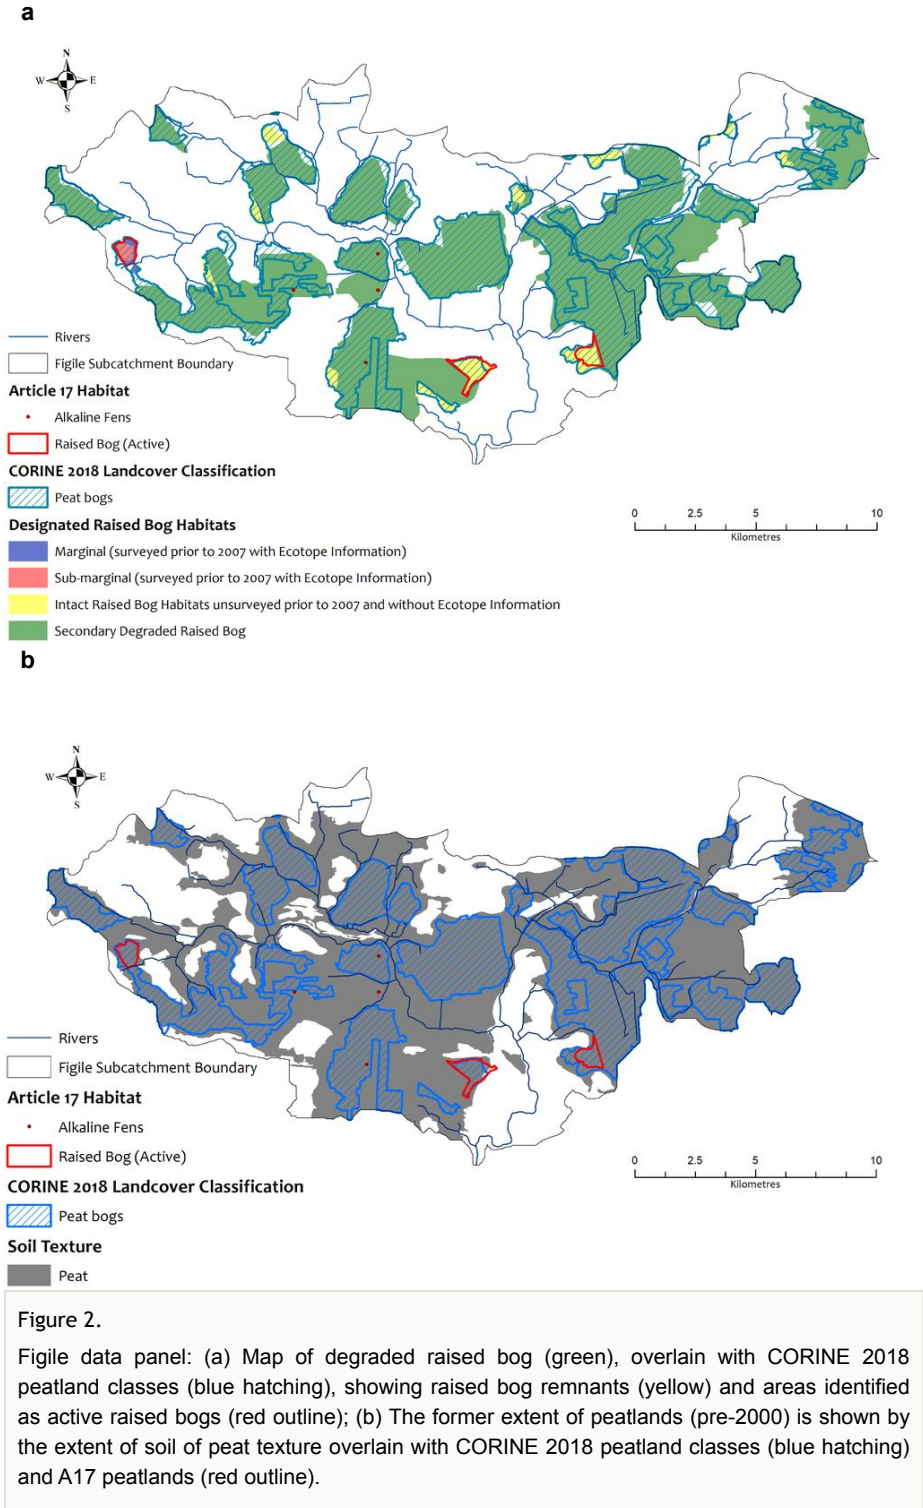 a
N
W E
S
Rivers
Figile Subcatchment Boundary
Article 17 Habitat
Alkaline Fens
Raised Bog (Active)
CORINE 2018 Landcover Classification
Peat bogs
Designated Raised Bog Habitats
Marginal (surveyed prior to 2007 with Ecotope Information)
Sub-marginal (surveyed prior to 2007 with Ecotope Information)
Intact Raised Bog Habitats unsurveyed prior to 2007 and without Ecotope Information
Secondary Degraded Raised Bog
0 2.5 5 10
Kilometres
b
N
W E
S
Rivers
Figile Subcatchment Boundary
Article 17 Habitat
Alkaline Fens
Raised Bog (Active)
CORINE 2018 Landcover Classification
Peat bogs
Soil Texture
Peat
0 2.5 5 10
Kilometres
Figure 2.
Figile data panel: (a) Map of degraded raised bog (green), overlain with CORINE 2018
peatland classes (blue hatching), showing raised bog remnants (yellow) and areas identified
as active raised bogs (red outline); (b) The former extent of peatlands (pre-2000) is shown by
the extent of soil of peat texture overlain with CORINE 2018 peatland classes (blue hatching)
and A17 peatlands (red outline).